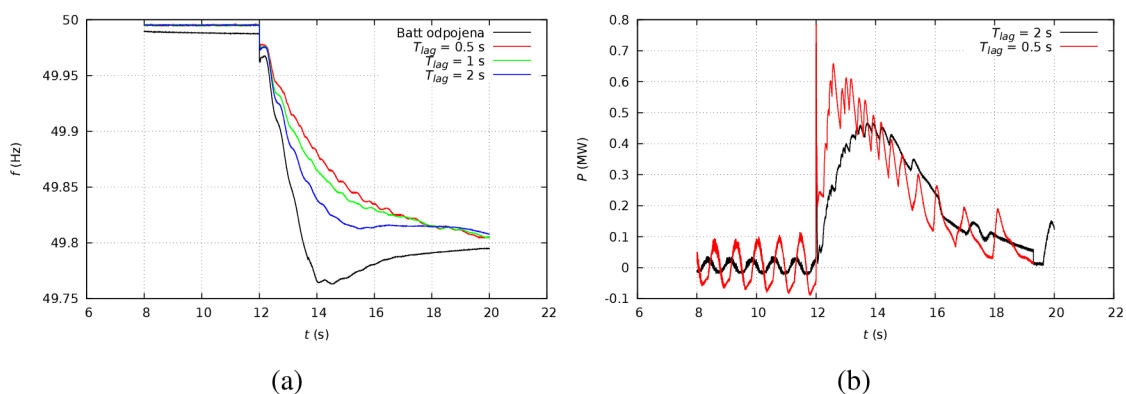 50
49.95
49.9
49.85
49.8
49.75
8 10 12 14 16 18 20 22
f (Hz)
t (s)
Batt odpojena
T_lag = 0.5 s
T_lag = 1 s
T_lag = 2 s
(a)
0.8
0.7
0.6
0.5
0.4
0.3
0.2
0.1
0
-0.1
8 10 12 14 16 18 20 22
P (MW)
t (s)
T_lag = 2 s
T_lag = 0.5 s
(b)